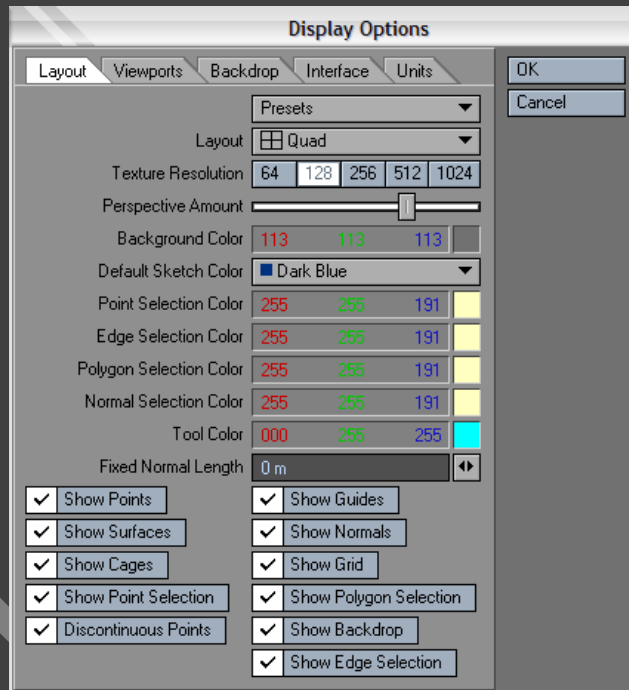 Display Options
Layout Viewports Backdrop Interface Units
OK
Cancel
Presets
Layout Quad
Texture Resolution 64 128 256 512 1024
Perspective Amount
Background Color 113 113 113
Default Sketch Color Dark Blue
Point Selection Color 255 255 191
Edge Selection Color 255 255 191
Polygon Selection Color 255 255 191
Normal Selection Color 255 255 191
Tool Color 000 255 255
Fixed Normal Length 0 m
Show Points Show Guides
Show Surfaces Show Normals
Show Cages Show Grid
Show Point Selection Show Polygon Selection
Discontinuous Points Show Backdrop
Show Edge Selection